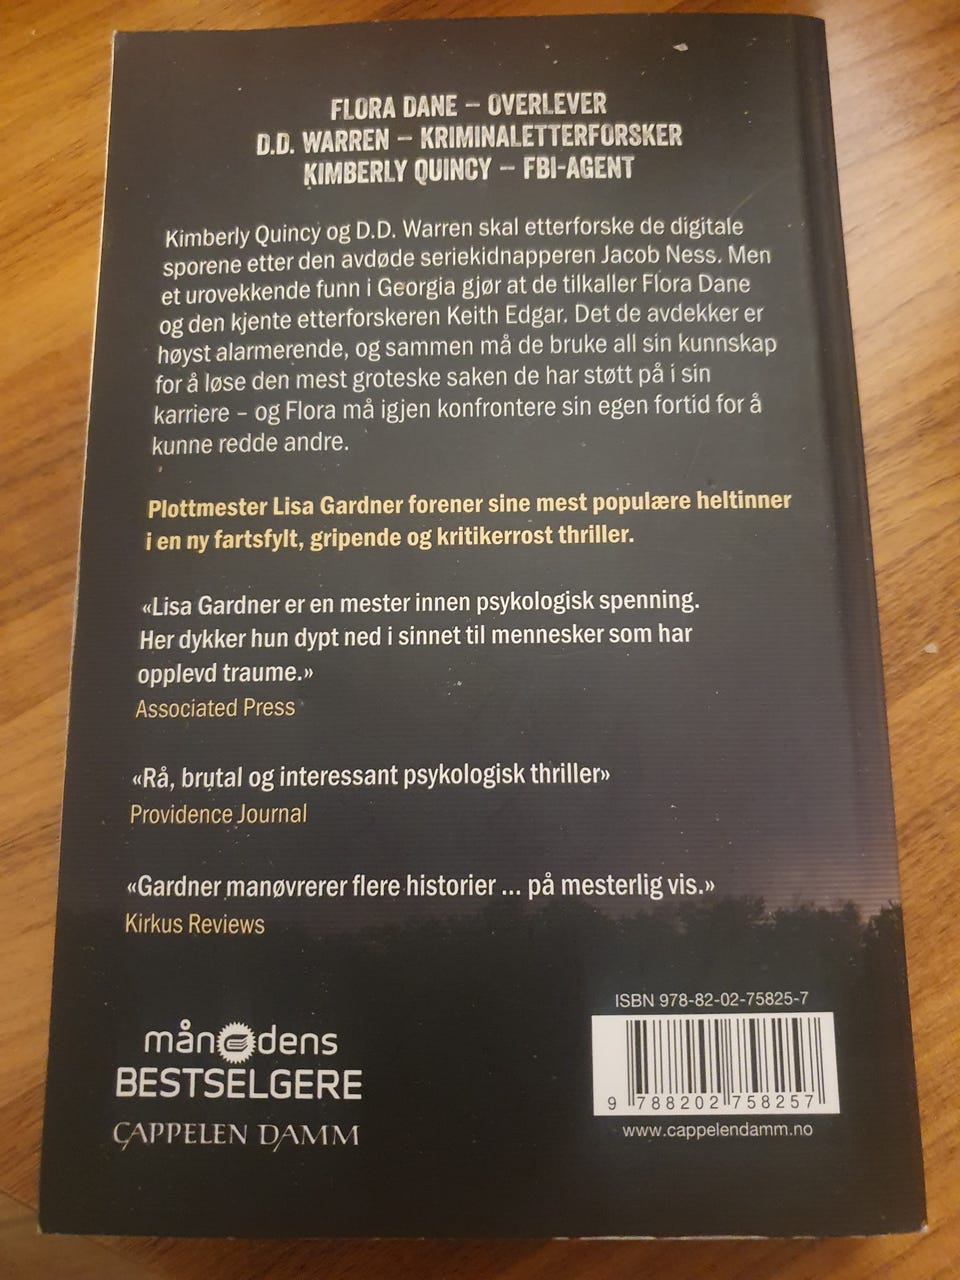 FLORA DANE – OVERLEVER
D.D. WARREN – KRIMINALETTERFORSKER
KIMBERLY QUINCY – FBI-AGENT
Kimberly Quincy og D.D. Warren skal etterforske de digitale
sporene etter den avdøde seriekidnapperen Jacob Ness. Men
et urovekkende funn i Georgia gjør at de tilkaller Flora Dane
og den kjente etterforskeren Keith Edgar. Det de avdekker er
høyst alarmerende, og sammen må de bruke all sin kunnskap
for å løse den mest groteske saken de har støtt på i sin
karriere – og Flora må igjen konfrontere sin egen fortid for å
kunne redde andre.
Plottmester Lisa Gardner forener sine mest populære heltinner
i en ny fartsfylt, gripende og kritikerrost thriller.
«Lisa Gardner er en mester innen psykologisk spenning.
Her dykker hun dypt ned i sinnet til mennesker som har
opplevd traume.»
Associated Press
«Rå, brutal og interessant psykologisk thriller»
Providence Journal
«Gardner manøvrerer flere historier ... på mesterlig vis.»
Kirkus Reviews
månedens
BESTSELGERE
CAPPELEN DAMM
ISBN 978-82-02-75825-7
9 788202 758257
www.cappelendamm.no